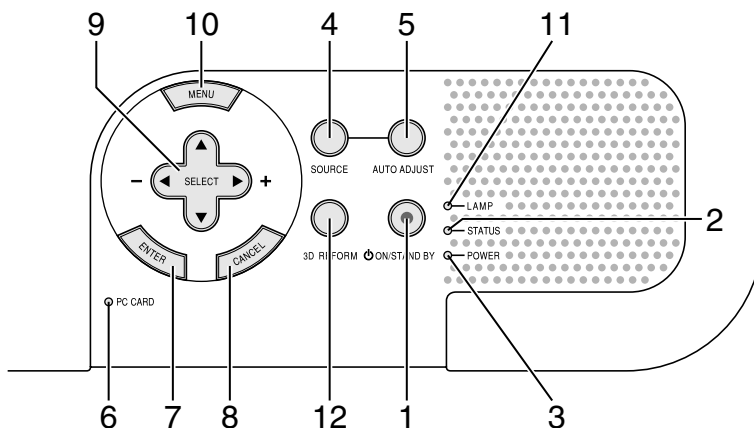 9 10 4 5 11
MENU
SOURCE AUTO ADJUST
− SELECT +
LAMP
2
STATUS
ENTER CANCEL 3D REFORM ON/STAND BY POWER
PC CARD
6 7 8 12 1 3